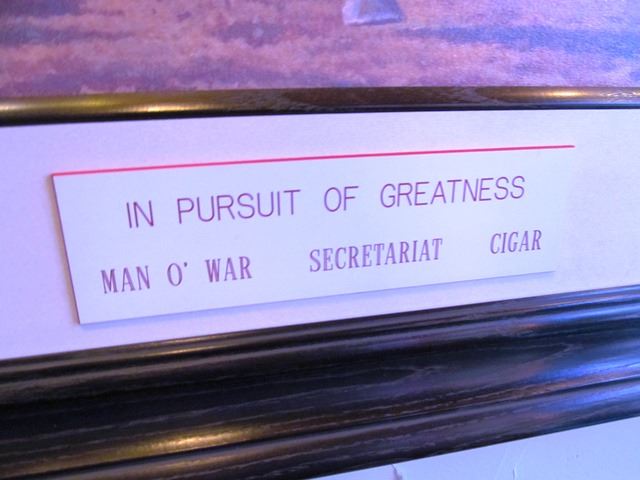 IN PURSUIT OF GREATNESS
MAN O' WAR SECRETARIAT CIGAR